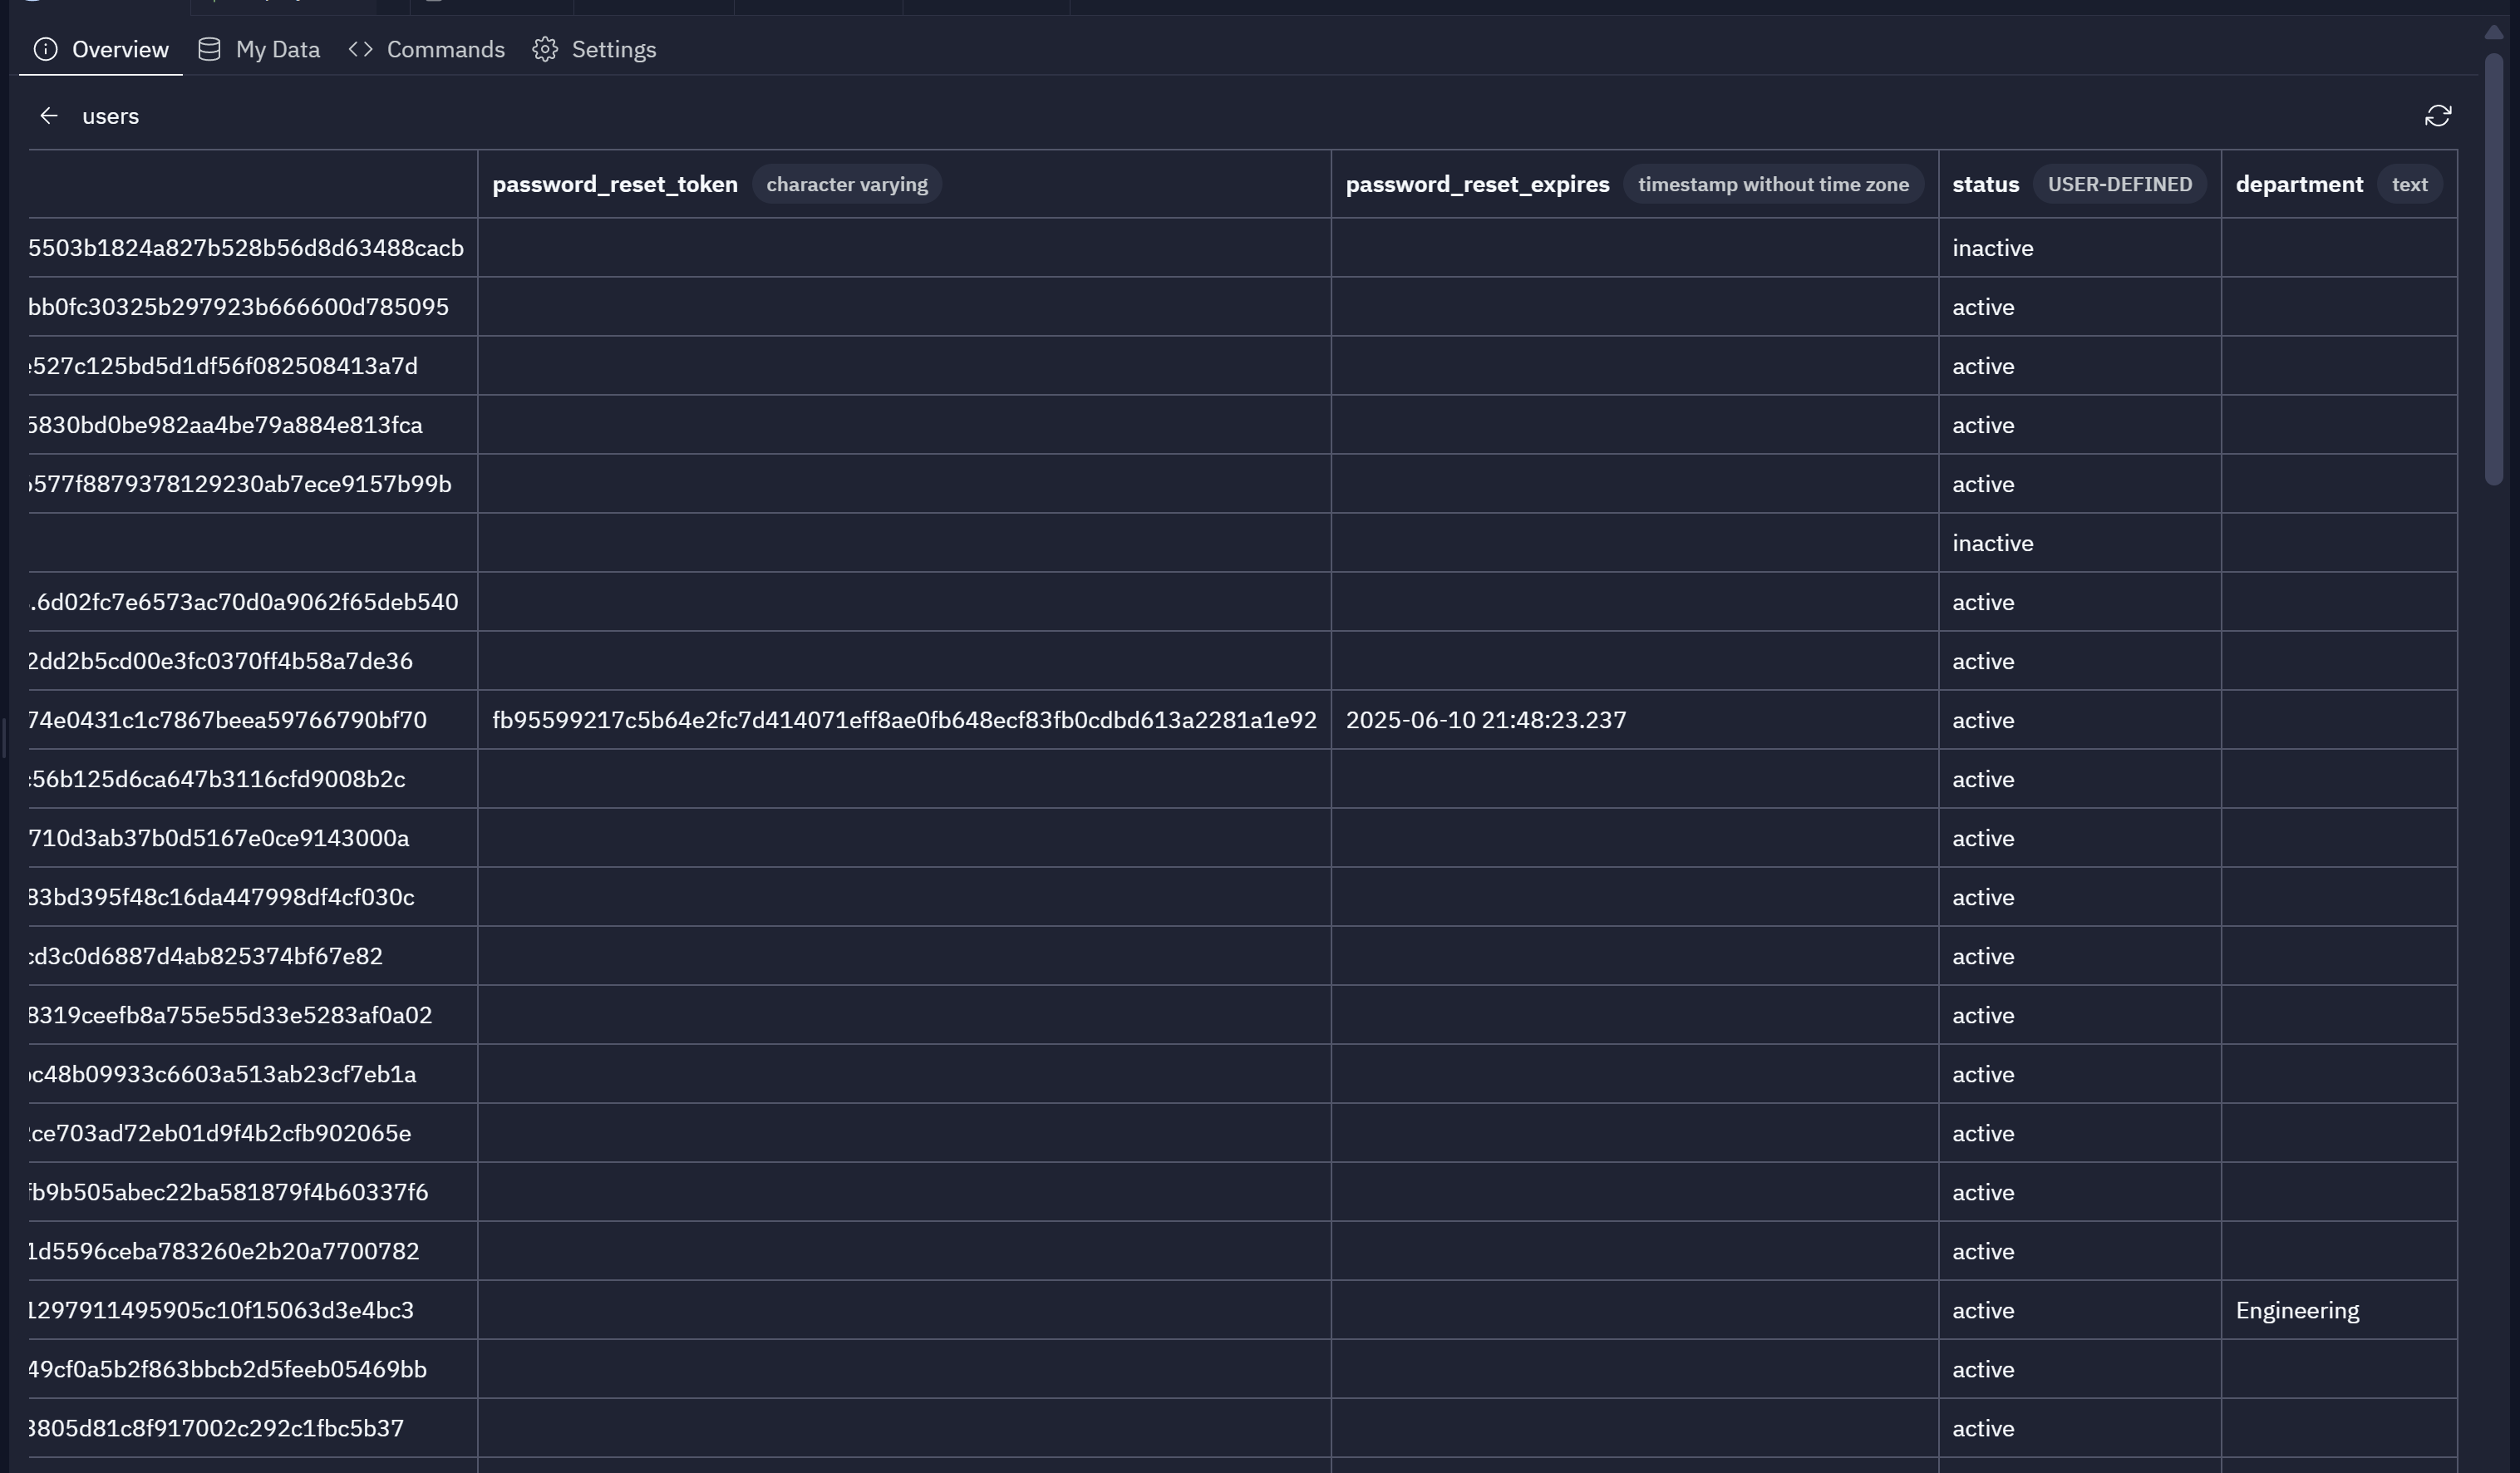 Overview My Data Commands Settings
users
password_reset_token character varying password_reset_expires timestamp without time zone status USER-DEFINED department text
5503b1824a827b528b56d8d63488cacb inactive
bb0fc30325b297923b666600d785095 active
527c125bd5d1df56f082508413a7d active
5830bd0be982aa4be79a884e813fca active
577f8879378129230ab7ece9157b99b active
inactive
.6d02fc7e6573ac70d0a9062f65deb540 active
2dd2b5cd00e3fc0370ff4b58a7de36 active
74e0431c1c7867beea59766790bf70 fb95599217c5b64e2fc7d414071eff8ae0fb648ecf83fb0cdbd613a2281a1e92 2025-06-10 21:48:23.237 active
56b125d6ca647b3116cfd9008b2c active
710d3ab37b0d5167e0ce9143000a active
83bd395f48c16da447998df4cf030c active
cd3c0d6887d4ab825374bf67e82 active
8319ceefb8a755e55d33e5283af0a02 active
c48b09933c6603a513ab23cf7eb1a active
ce703ad72eb01d9f4b2cfb902065e active
fb9b505abec22ba581879f4b60337f6 active
1d5596ceba783260e2b20a7700782 active
1297911495905c10f15063d3e4bc3 active Engineering
49cf0a5b2f863bbcb2d5feeb05469bb active
3805d81c8f917002c292c1fbc5b37 active